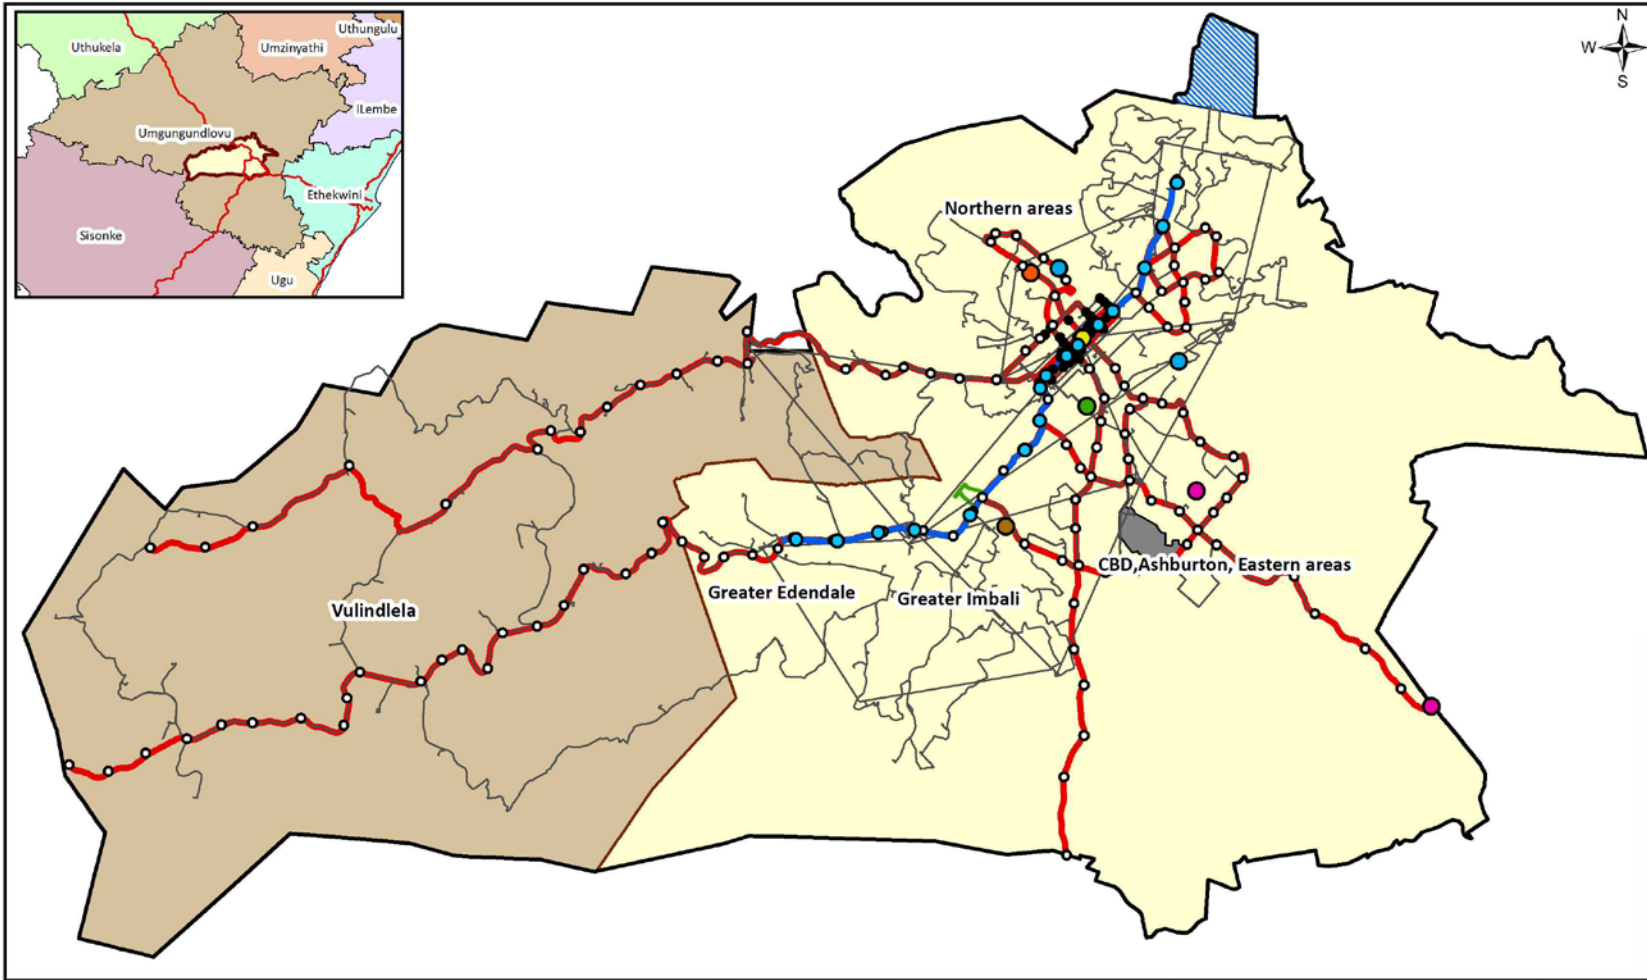 Uthungulu
Uthukela
Umzinyathi
iLembe
Umgungundlovu
Ethekwini
Sisonke
Ugu
N
W
S
Northern areas
CBD,Ashburton, Eastern areas
Greater Edendale
Greater Imbali
Vulindlela